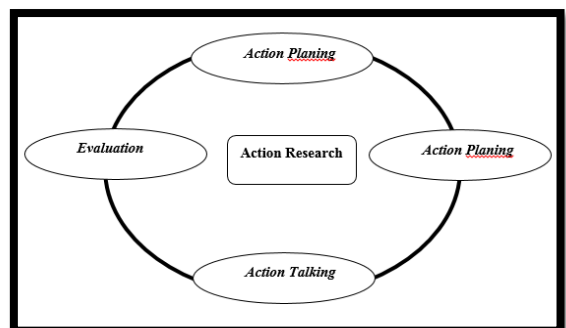 Action Planing
Evaluation
Action Research
Action Planing
Action Talking